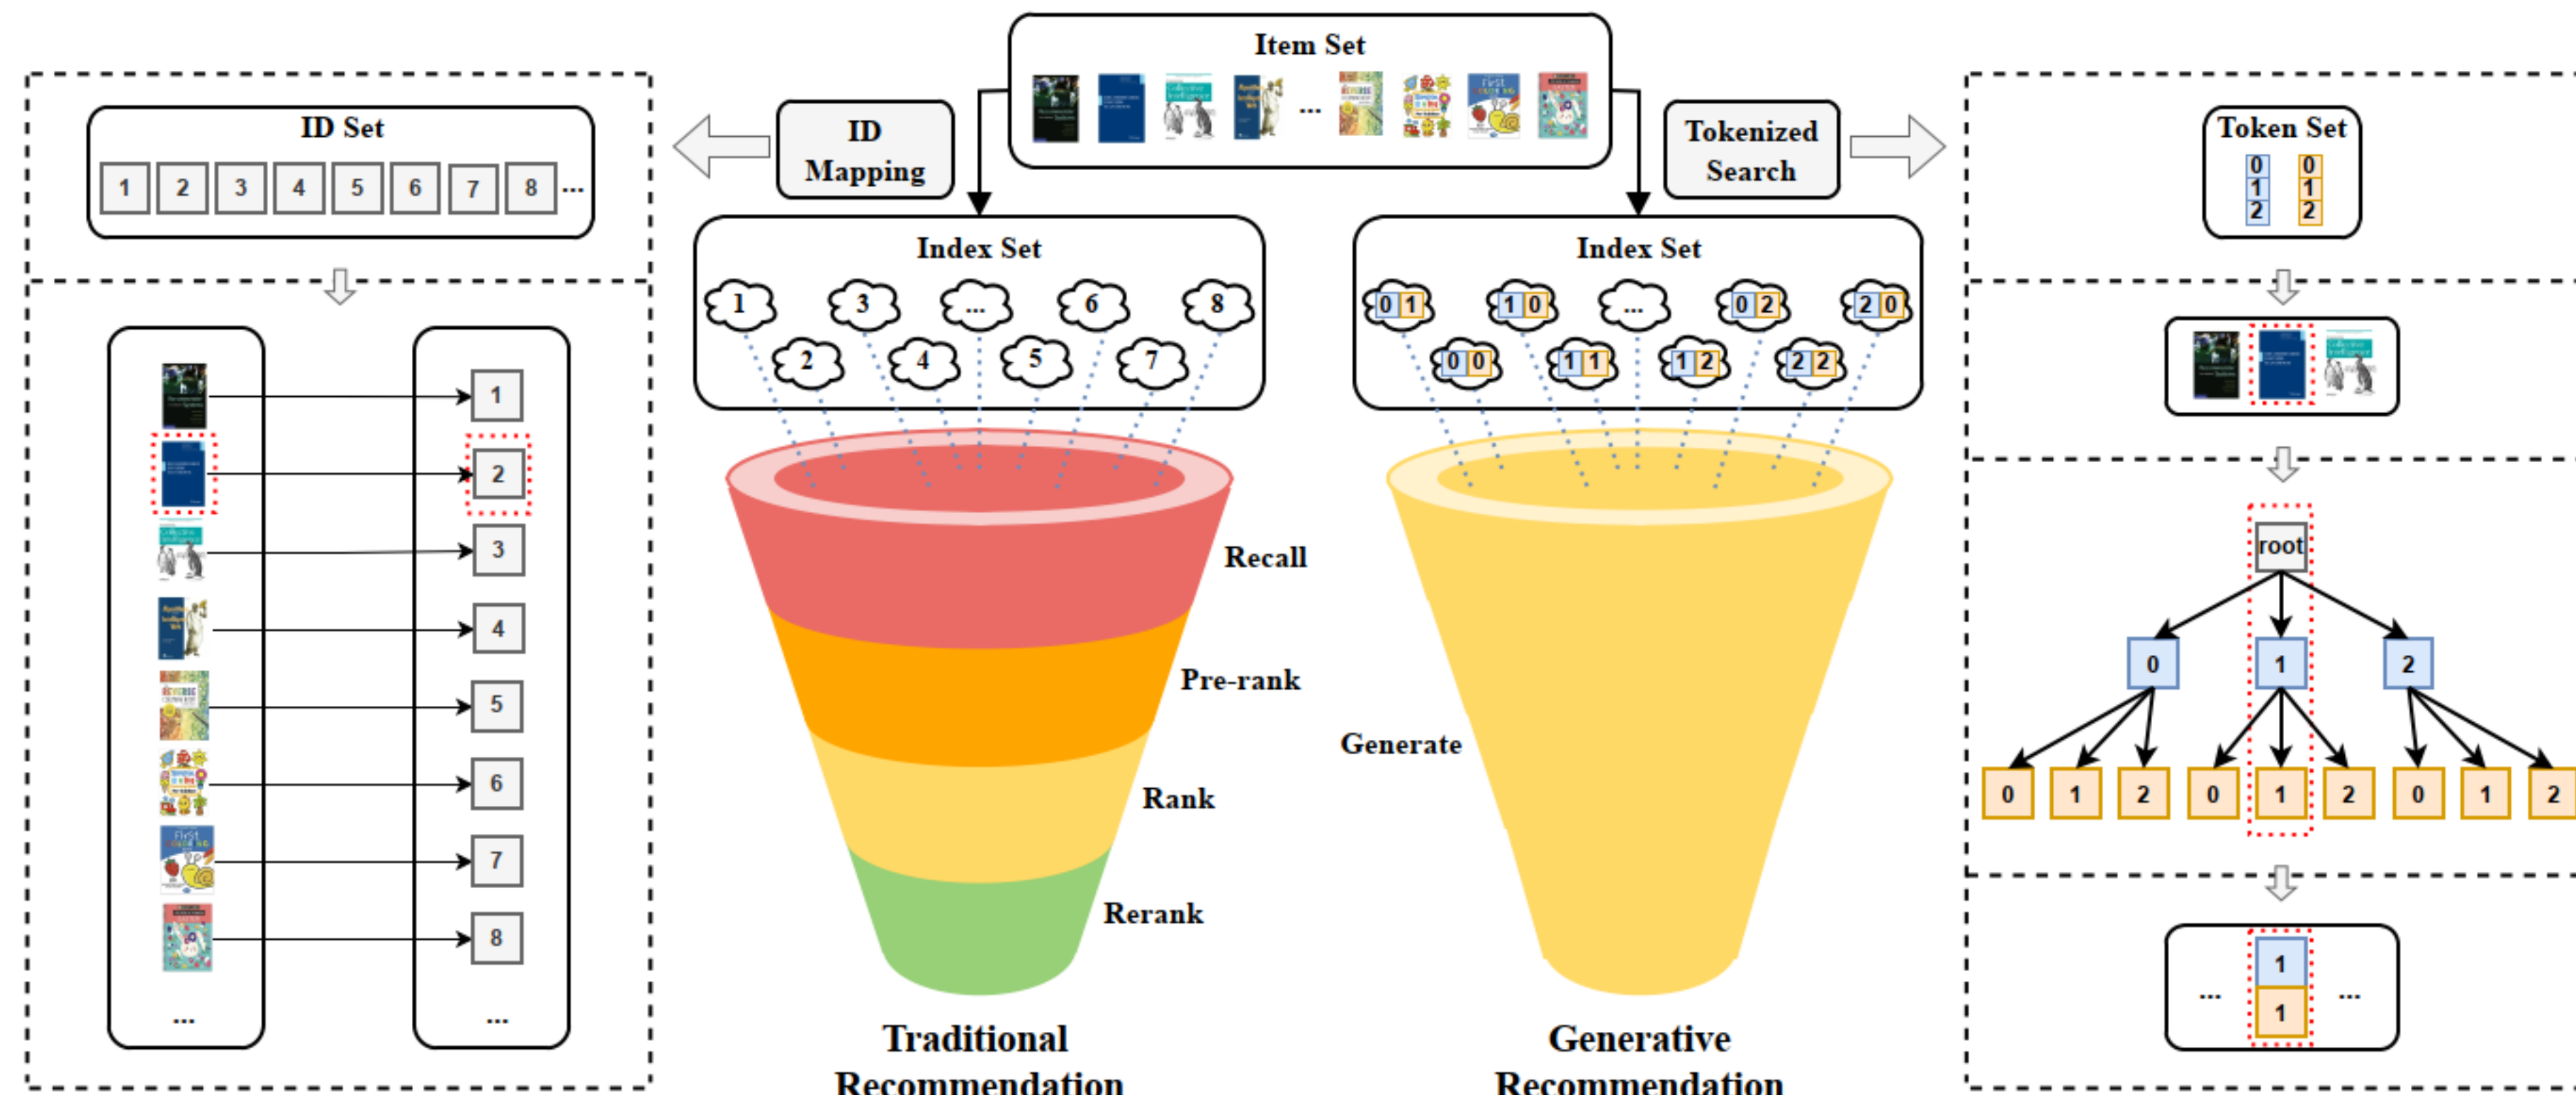 Item Set
...
ID
Mapping
Tokenized
Search
ID Set
1 2 3 4 5 6 7 8 ...
1
2
3
4
5
6
7
8
... ...
Index Set
1 3 ... 6 8
2 4 5 7
Recall
Pre-rank
Rank
Rerank
Traditional
Recommendation
Index Set
0 1 1 0 ... 0 2 2 0
0 0 1 1 1 2 2 2
Generate
Generative
Recommendation
Token Set
0 0
1 1
2 2
Collective
Intelligence
root
0 1 2
0 1 2 0 1 2 0 1 2
... 1 ...
1